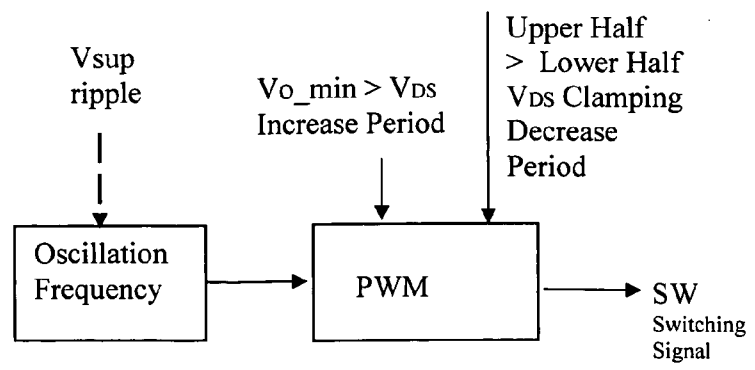 Vsup
ripple
Vo_min > VDS
Increase Period
Upper Half
> Lower Half
VDS Clamping
Decrease
Period
Oscillation
Frequency
PWM
SW
Switching
Signal